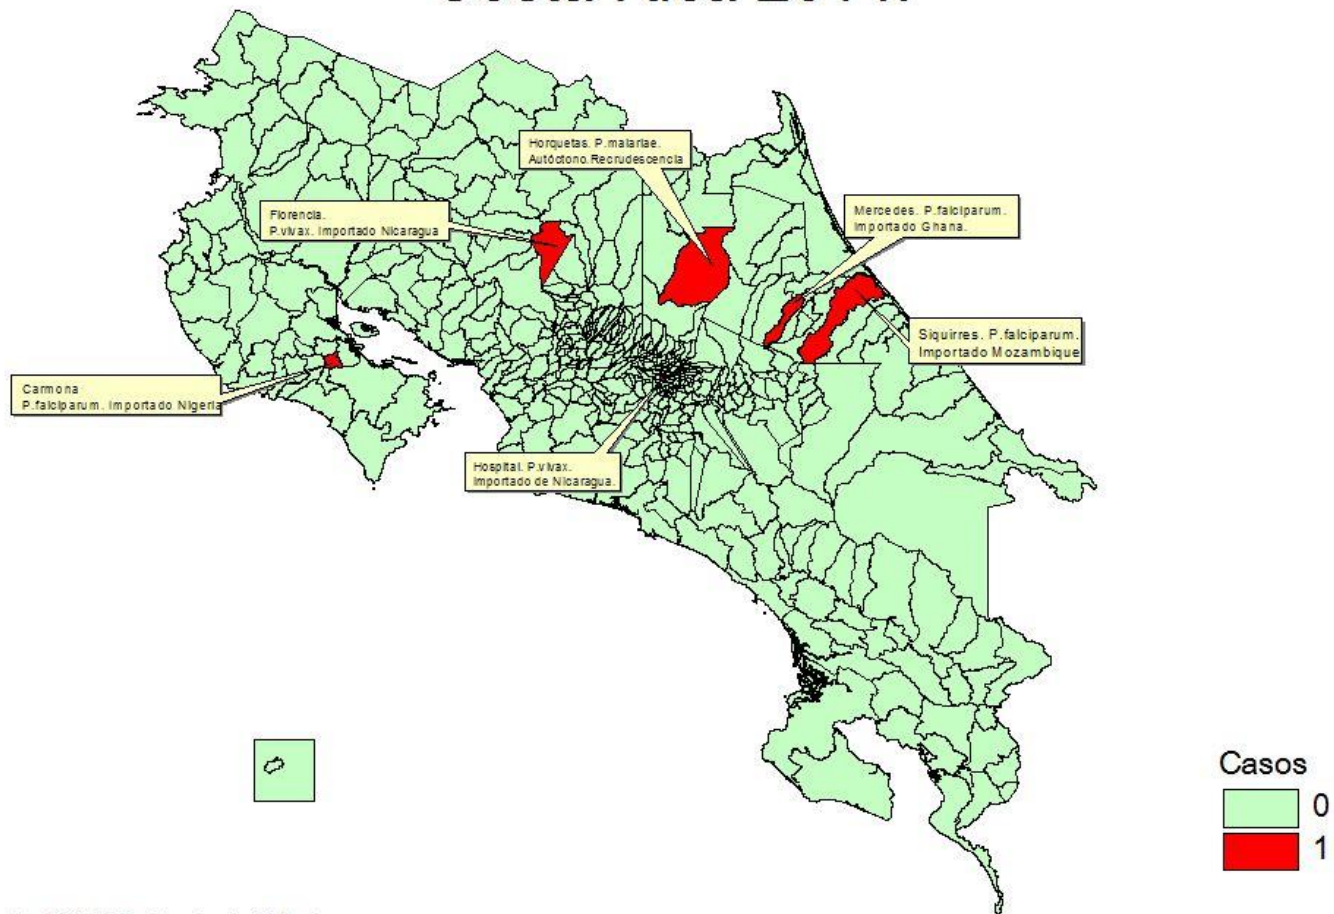 Horquetas. P.malariae.
Autóctono.Recrudescencia
Mercedes. P.falciparum.
Importado Ghana.
Florencia.
P.vivax. Importado Nicaragua
Siquirres. P.falciparum.
Importado Mozambique
Carmona
P.falciparum. Importado Nigeria
Hospital. P.vivax.
Importado de Nicaragua.
Casos
0
1